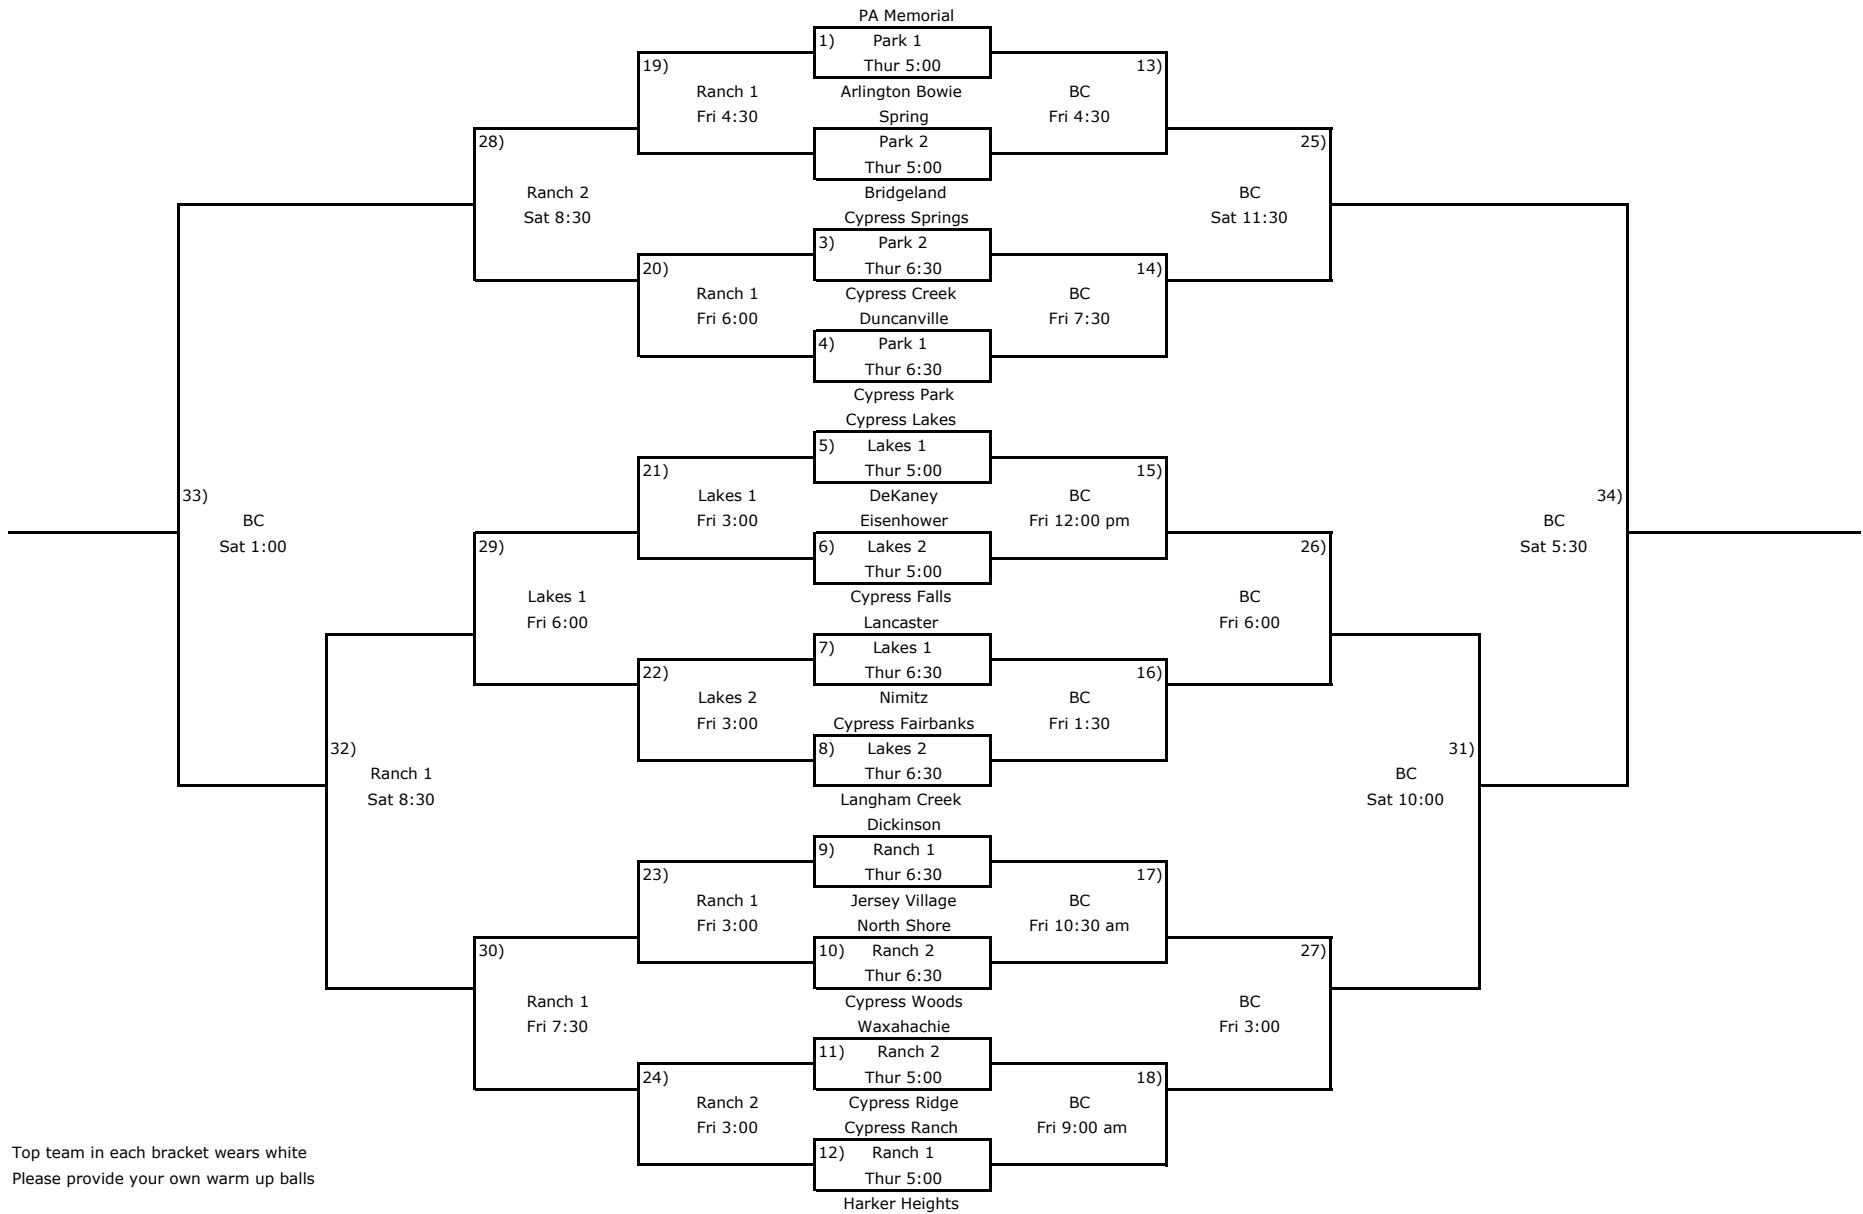 PA Memorial
1) Park 1
Thur 5:00
19) 13)
Ranch 1 Arlington Bowie BC
Fri 4:30 Spring Fri 4:30
28) Park 2 25)
Thur 5:00
Ranch 2 Bridgeland BC
Sat 8:30 Cypress Springs Sat 11:30
3) Park 2
20) Thur 6:30 14)
Ranch 1 Cypress Creek BC
Fri 6:00 Duncanville Fri 7:30
4) Park 1
Thur 6:30
Cypress Park
Cypress Lakes
5) Lakes 1
21) Thur 5:00 15)
33) Lakes 1 DeKaney BC 34)
BC Fri 3:00 Eisenhower Fri 12:00 pm BC
Sat 1:00 29) 6) Lakes 2 26) Sat 5:30
Thur 5:00
Lakes 1 Cypress Falls BC
Fri 6:00 Lancaster Fri 6:00
7) Lakes 1
22) Thur 6:30 16)
Lakes 2 Nimitz BC
Fri 3:00 Cypress Fairbanks Fri 1:30
32) 8) Lakes 2 31)
Ranch 1 Thur 6:30 BC
Sat 8:30 Langham Creek Sat 10:00
Dickinson
9) Ranch 1
23) Thur 6:30 17)
Ranch 1 Jersey Village BC
Fri 3:00 North Shore Fri 10:30 am
30) 10) Ranch 2 27)
Thur 6:30
Ranch 1 Cypress Woods BC
Fri 7:30 Waxahachie Fri 3:00
11) Ranch 2
24) Thur 5:00 18)
Ranch 2 Cypress Ridge BC
Fri 3:00 Cypress Ranch Fri 9:00 am
Top team in each bracket wears white 12) Ranch 1
Please provide your own warm up balls Thur 5:00
Harker Heights